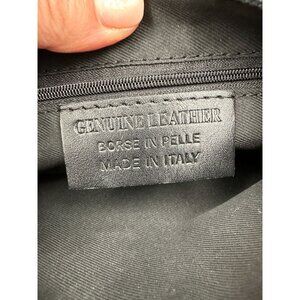 GENUINE LEATHER
BORSE IN PELLE
MADE IN ITALY